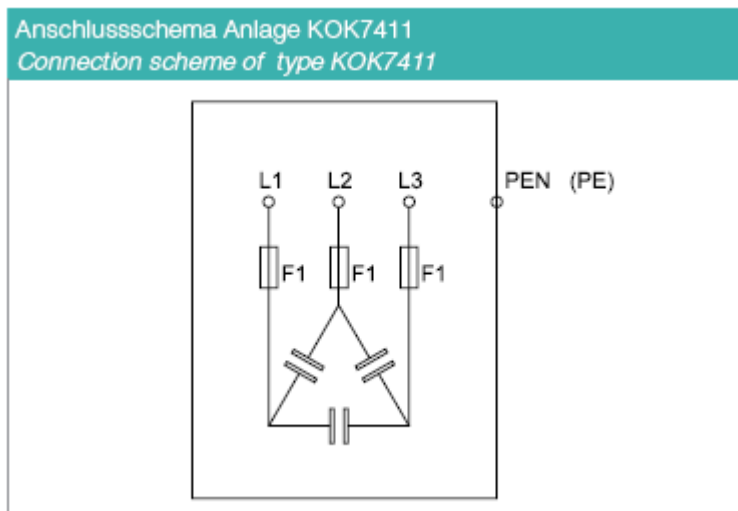 Anschlussschema Anlage KOK7411
Connection scheme of type KOK7411
L1 L2 L3 PEN (PE)
F1 F1 F1